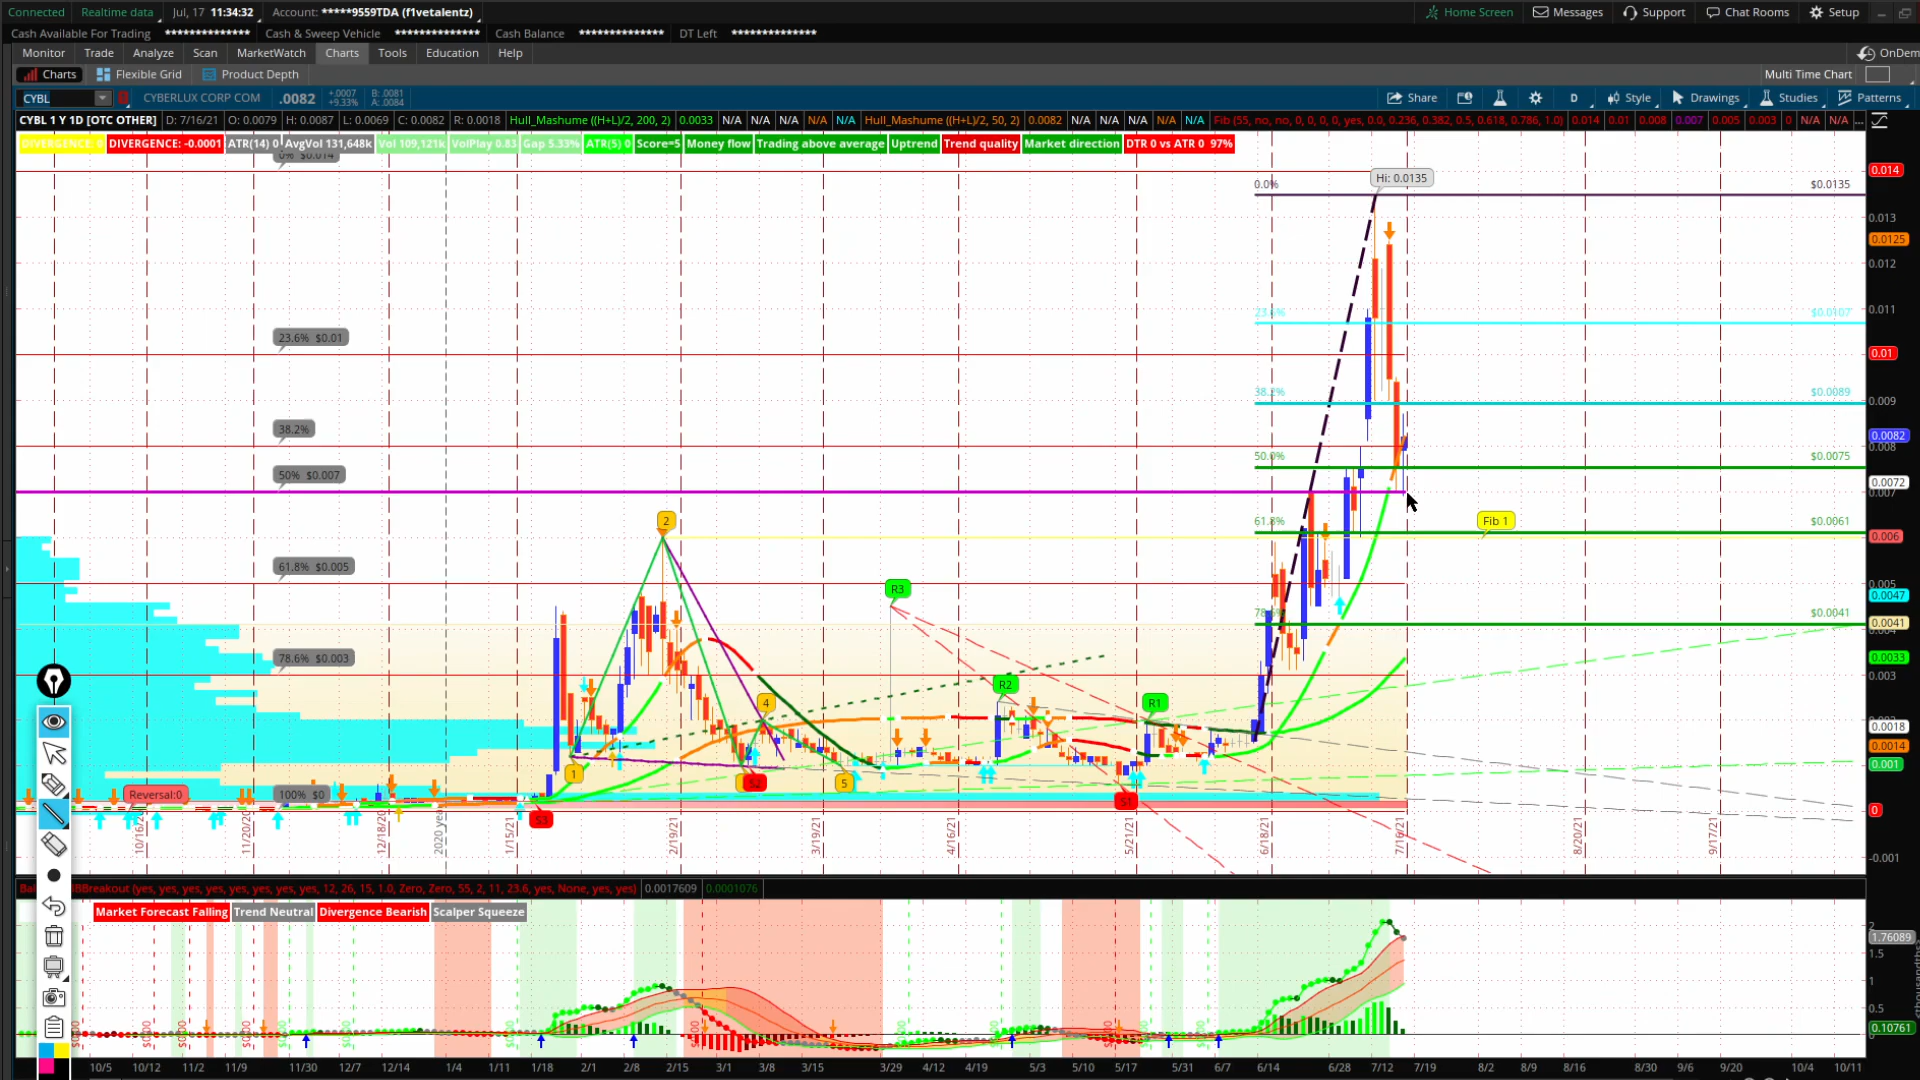 Connected Realtime data Jul, 17 11:34:32 Account: *****9559TDA (f1vetalentz) Home Screen Messages Support Chat Rooms Setup
Cash Available For Trading ************** Cash & Sweep Vehicle ************** Cash Balance ************** DT Left **************
Monitor Trade Analyze Scan MarketWatch Charts Tools Education Help OnDem
Charts Flexible Grid Product Depth Multi Time Chart
CYBL CYBERLUX CORP COM .0082 +.0007 +9.33% B: .0081 A: .0084 Share D Style Drawings Studies Patterns
CYBL 1 Y 1D [OTC OTHER] D: 7/16/21 O: 0.0079 H: 0.0087 L: 0.0069 C: 0.0082 R: 0.0018 Hull_Mashume ((H+L)/2, 200, 2) 0.0033 N/A N/A N/A N/A N/A Hull_Mashume ((H+L)/2, 50, 2) 0.0082 N/A N/A N/A N/A N/A Fib (55, no, no, 0, 0, 0, 0, yes, 0.0, 0.236, 0.382, 0.5, 0.618, 0.786, 1.0) 0.014 0.01 0.008 0.007 0.005 0.003 0 N/A N/A ...
DIVERGENCE: 0 DIVERGENCE: -0.0001 ATR(14) 0 AvgVol 131,648k Vol 109,121k VolPlay 0.83 Gap 5.33% ATR(5) 0 Score=5 Money flow Trading above average Uptrend Trend quality Market direction DTR 0 vs ATR 0 97%
0% $0.014
0.014
Hi: 0.0135
0.0% $0.0135
0.013
0.0125
0.012
23.6% $0.0107
0.011
23.6% $0.01
0.01
38.2% $0.0089
0.009
38.2%
0.0082
0.008
50.0% $0.0075
50% $0.007
0.0072
0.007
2
61.8% Fib 1 $0.0061
0.006
61.8% $0.005
0.005
R3
0.0047
78.6% $0.0041
0.0041
0.004
78.6% $0.003
0.0033
0.003
R2
4 R1
0.0018
0.0014
0.001
1
S2 5
Reversal:0 100% $0
S1
0
S3
10/16/20 11/20/20 12/18/20 2020 year 1/15/21 2/19/21 3/19/21 4/16/21 5/21/21 6/18/21 7/16/21 8/20/21 9/17/21
-0.001
BBreakout (yes, yes, yes, yes, yes, yes, yes, yes, 12, 26, 15, 1.0, Zero, Zero, 55, 2, 11, 23.6, yes, None, yes, yes) 0.0017609 0.0001076
Market Forecast Falling Trend Neutral Divergence Bearish Scalper Squeeze
2
1.76089
1.5
1
0.5
0.10761
0
10/5 10/12 11/2 11/9 11/30 12/7 12/14 1/4 1/11 1/18 2/1 2/8 2/15 3/1 3/8 3/15 3/29 4/12 4/19 5/3 5/10 5/17 5/31 6/7 6/14 6/28 7/12 7/19 8/2 8/9 8/16 8/30 9/6 9/20 10/4 10/11